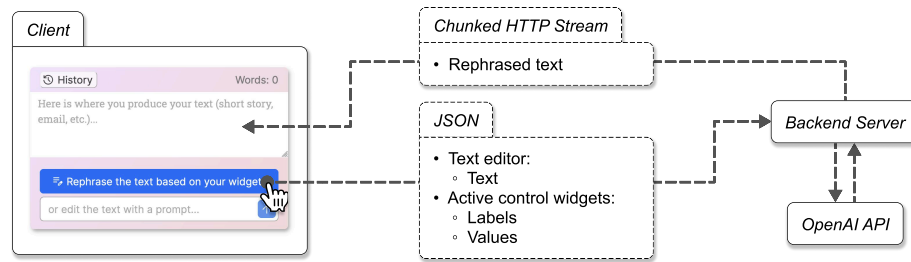 Client
History
Words: 0
Here is where you produce your text (short story,
email, etc.)...
Rephrase the text based on your widget
or edit the text with a prompt...
Chunked HTTP Stream
• Rephrased text
JSON
• Text editor:
◦ Text
• Active control widgets:
◦ Labels
◦ Values
Backend Server
OpenAI API